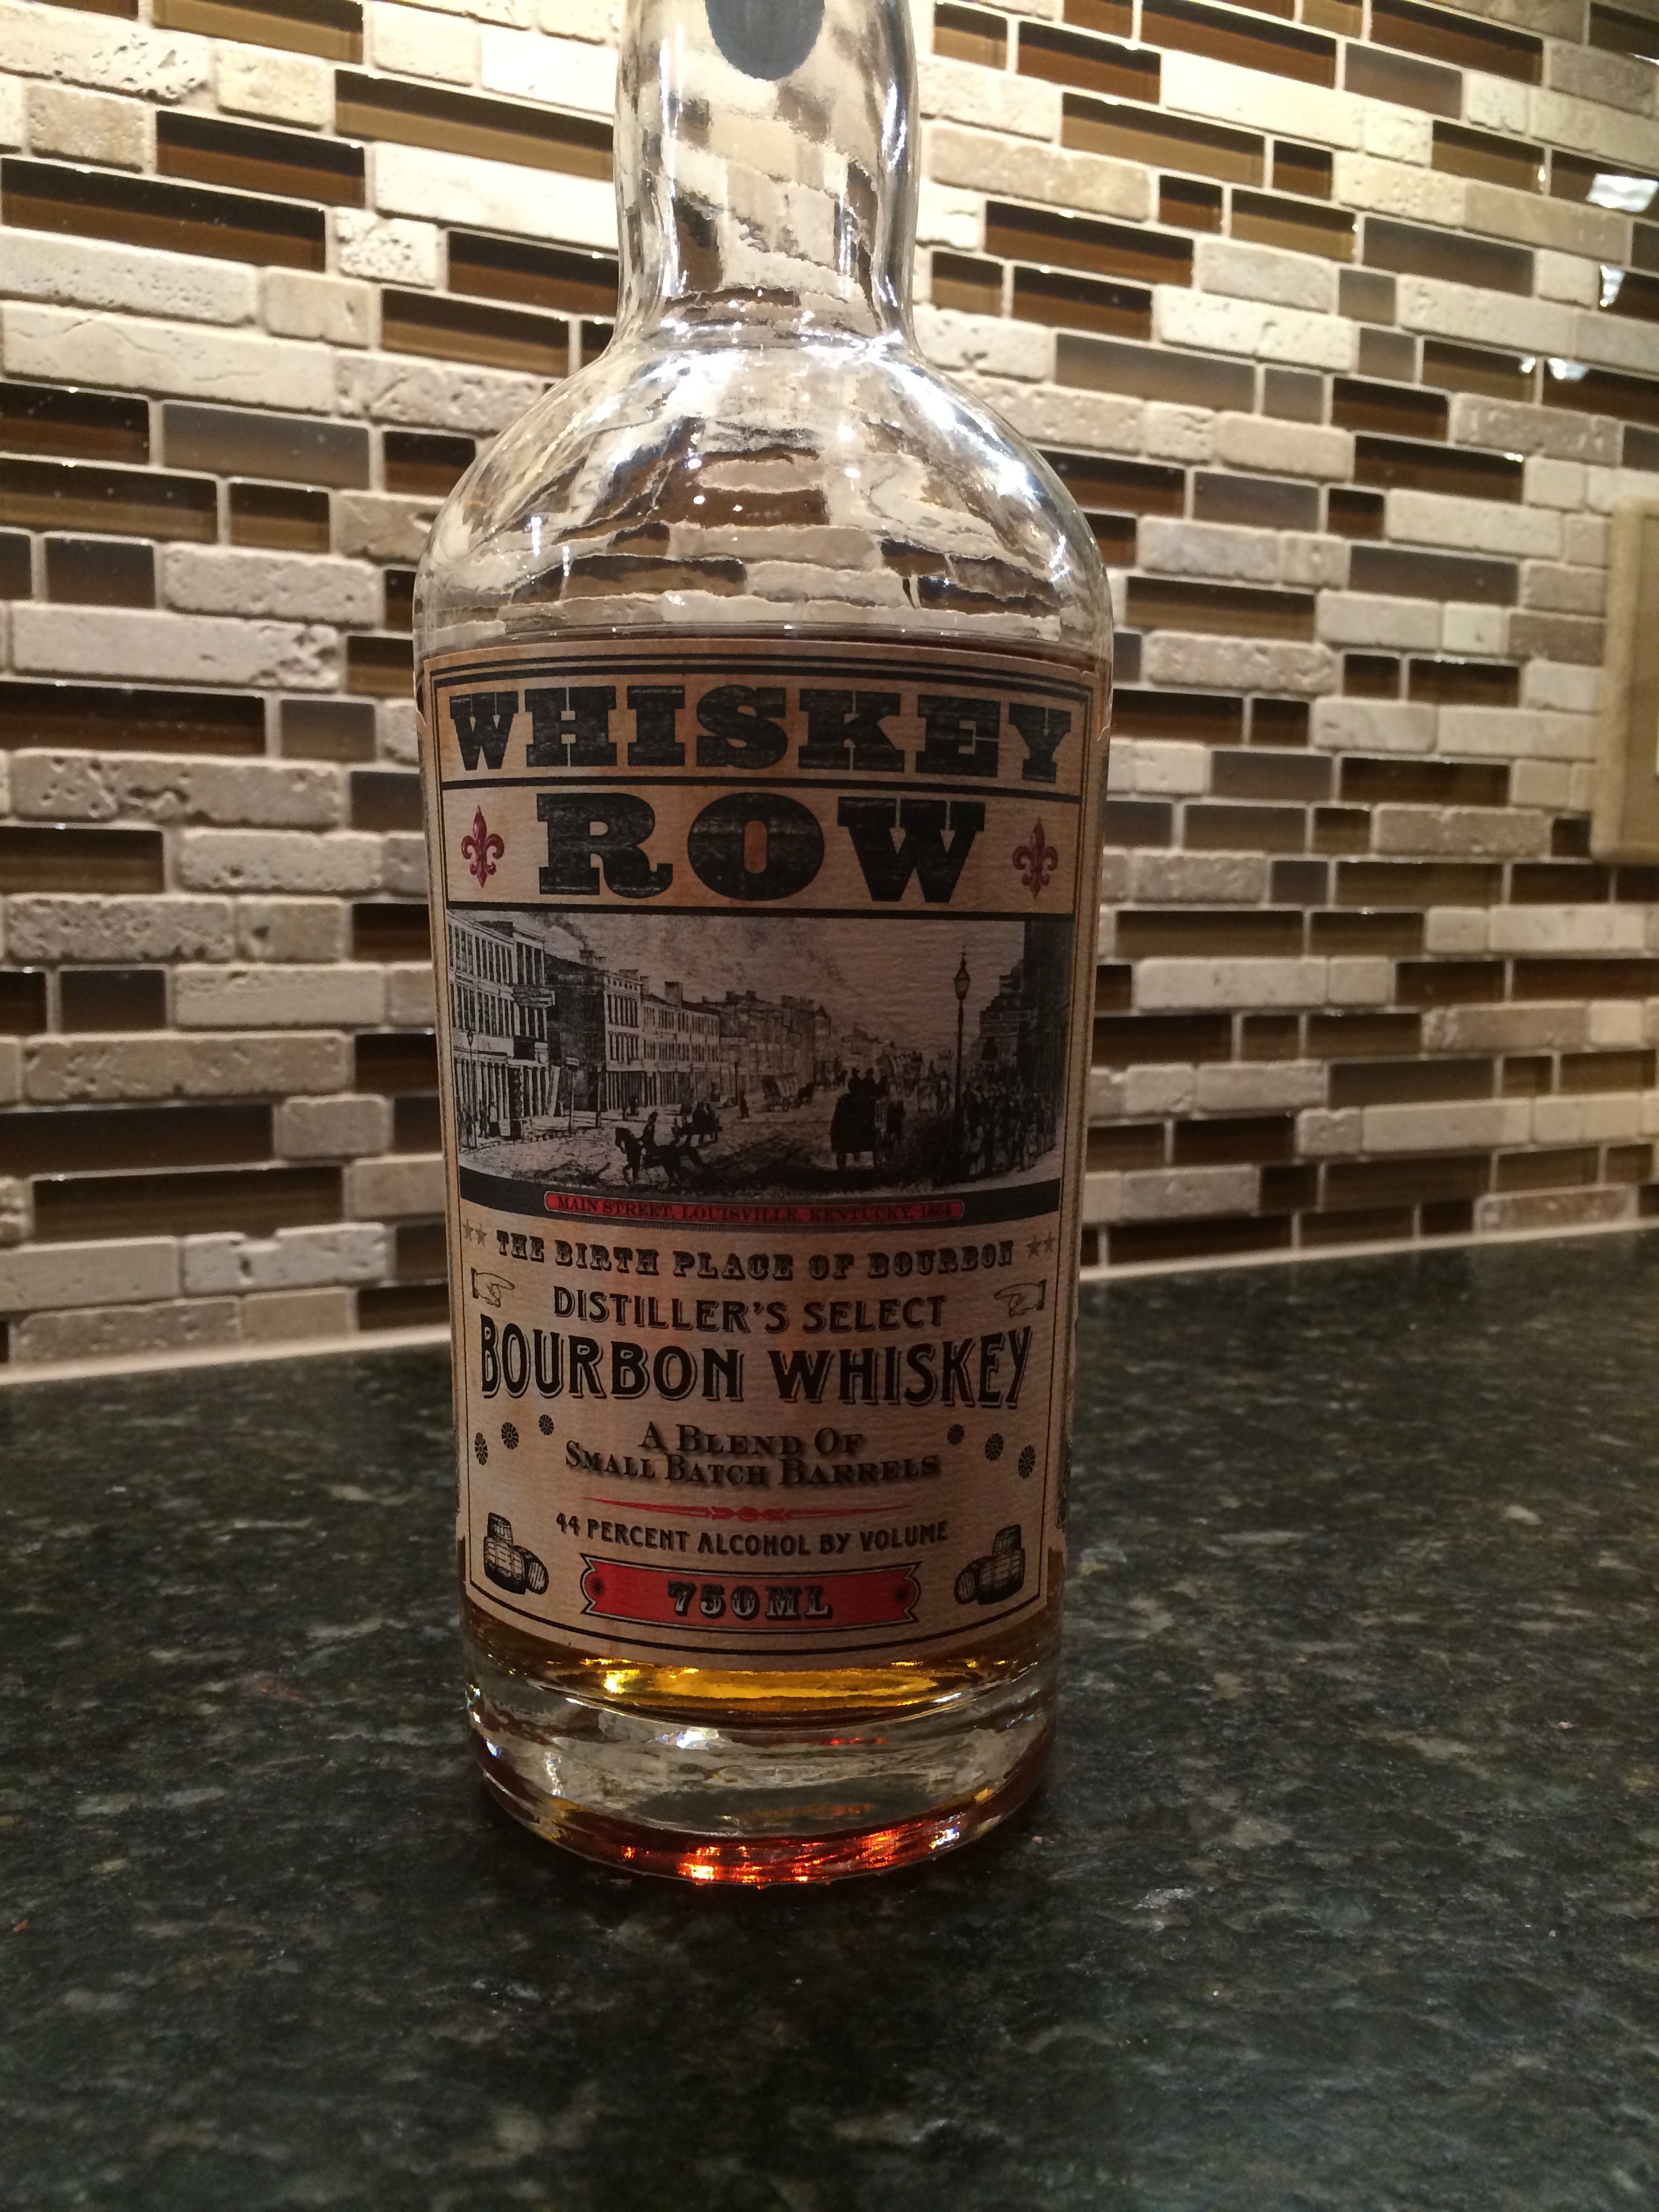 WHISKEY
ROW
MAIN STREET, LOUISVILLE, KENTUCKY, 1864
THE BIRTH PLACE OF BOURBON
DISTILLER'S SELECT
BOURBON WHISKEY
A BLEND OF
SMALL BATCH BARRELS
44 PERCENT ALCOHOL BY VOLUME
750ML